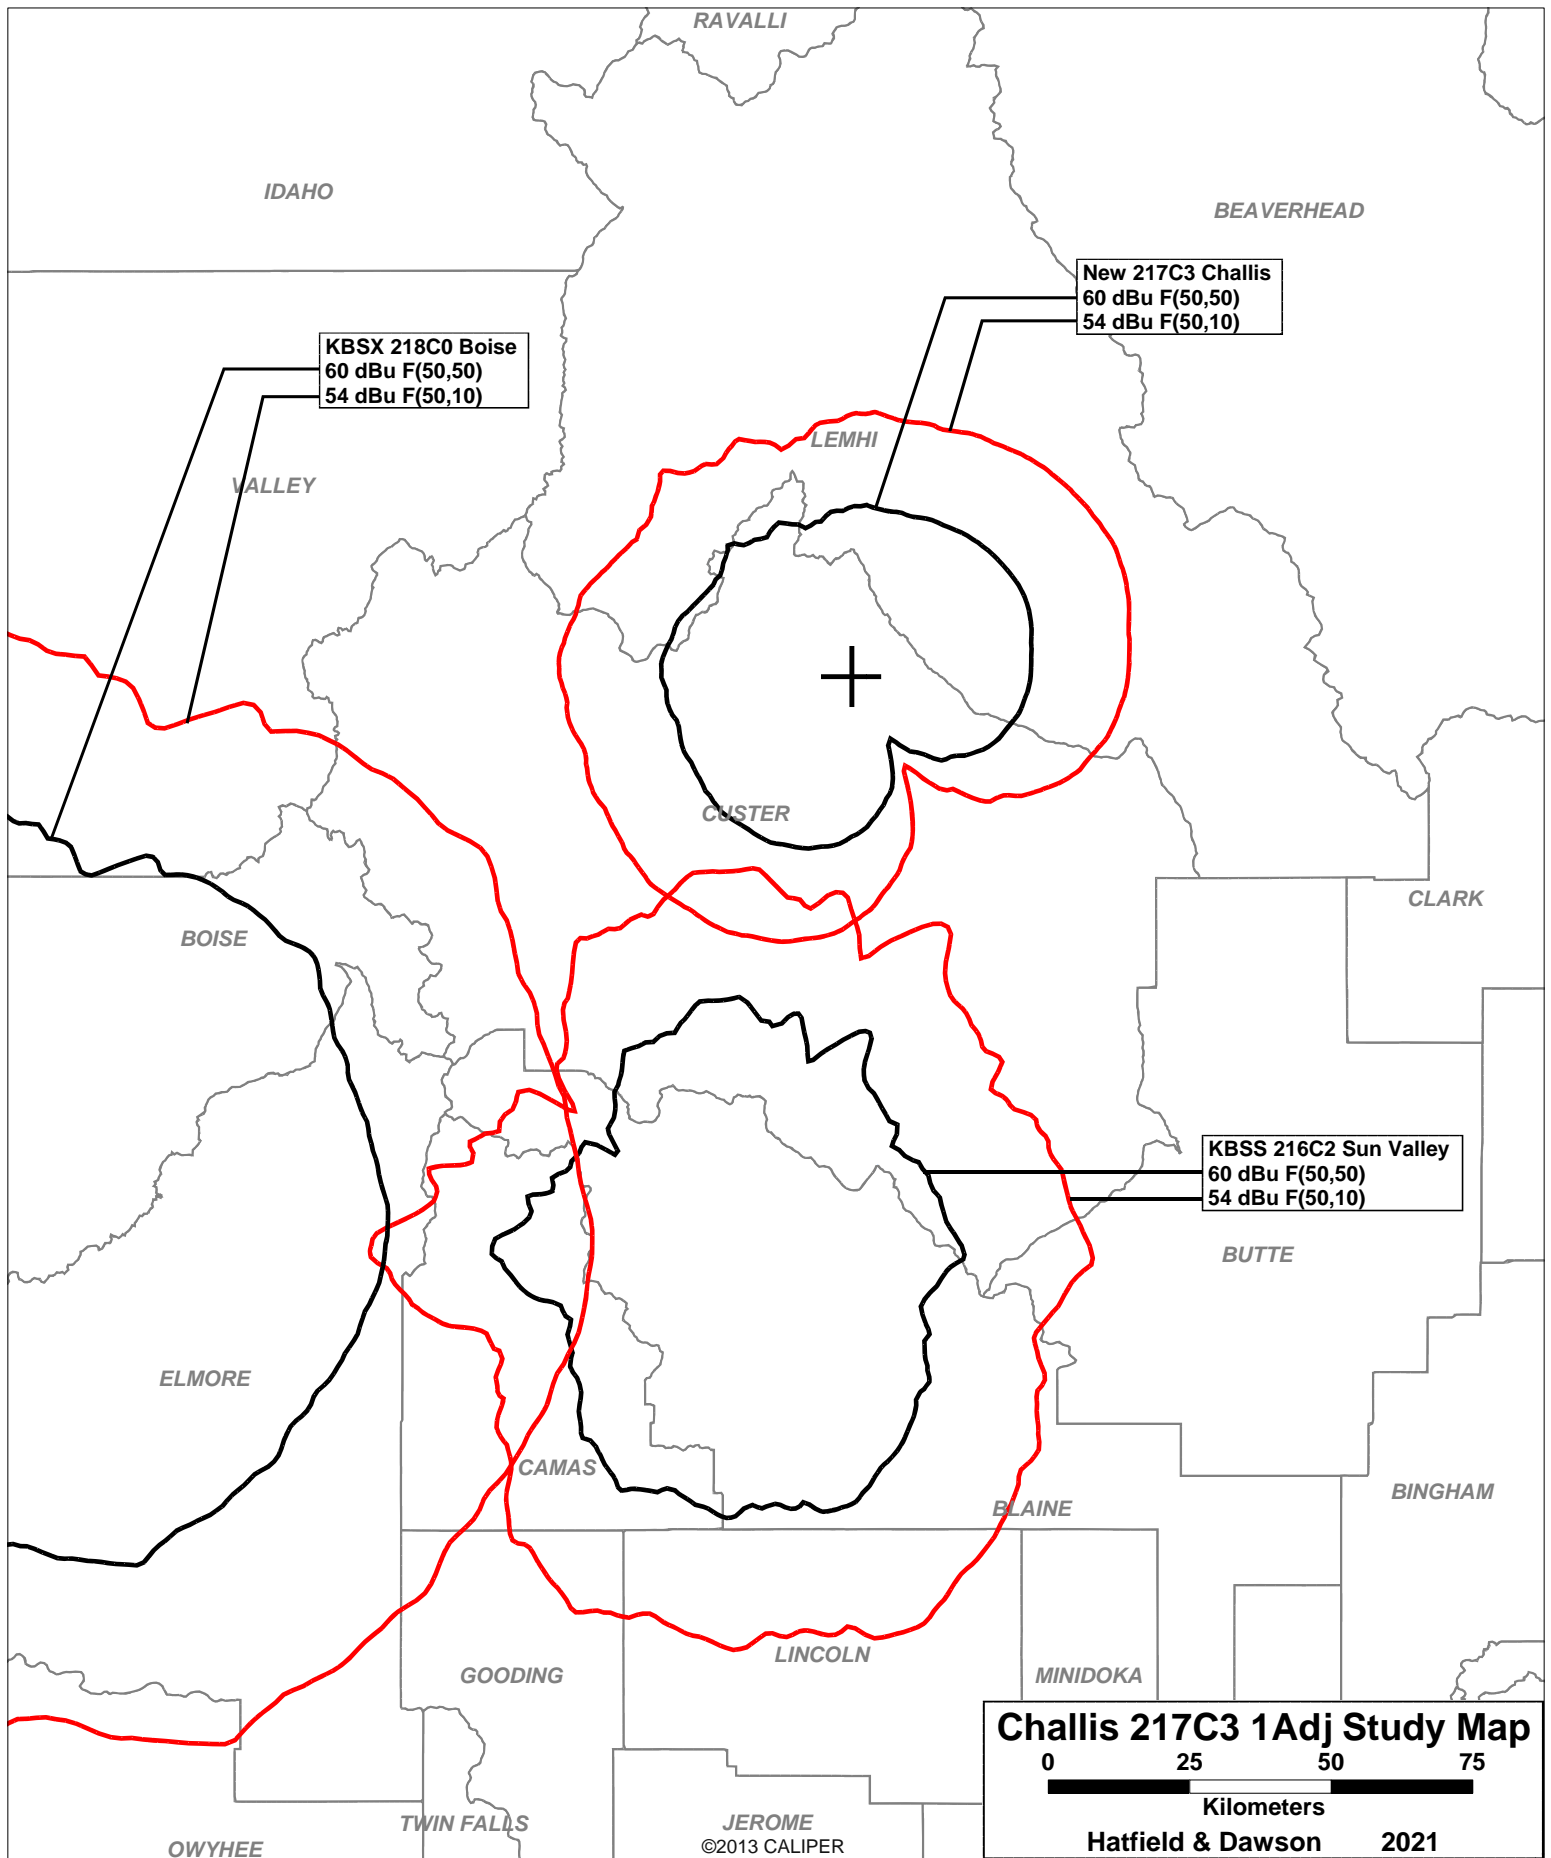 RAVALLI
IDAHO
BEAVERHEAD
New 217C3 Challis
60 dBu F(50,50)
54 dBu F(50,10)
KBSX 218C0 Boise
60 dBu F(50,50)
54 dBu F(50,10)
LEMHI
VALLEY
CUSTER
CLARK
BOISE
KBSS 216C2 Sun Valley
60 dBu F(50,50)
54 dBu F(50,10)
BUTTE
ELMORE
CAMAS
BINGHAM
BLAINE
LINCOLN
GOODING
MINIDOKA
Challis 217C3 1Adj Study Map
0 25 50 75
Kilometers
Hatfield & Dawson 2021
TWIN FALLS
JEROME
OWYHEE
©2013 CALIPER